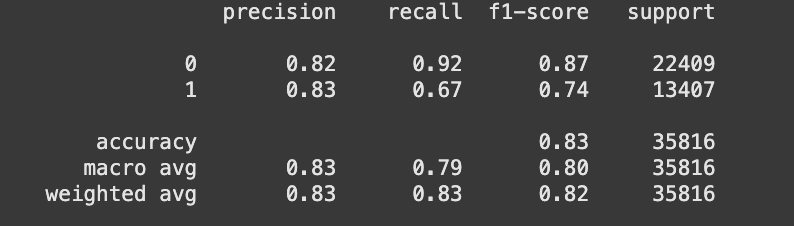 precision recall f1-score support
0 0.82 0.92 0.87 22409
1 0.83 0.67 0.74 13407
accuracy 0.83 35816
macro avg 0.83 0.79 0.80 35816
weighted avg 0.83 0.83 0.82 35816